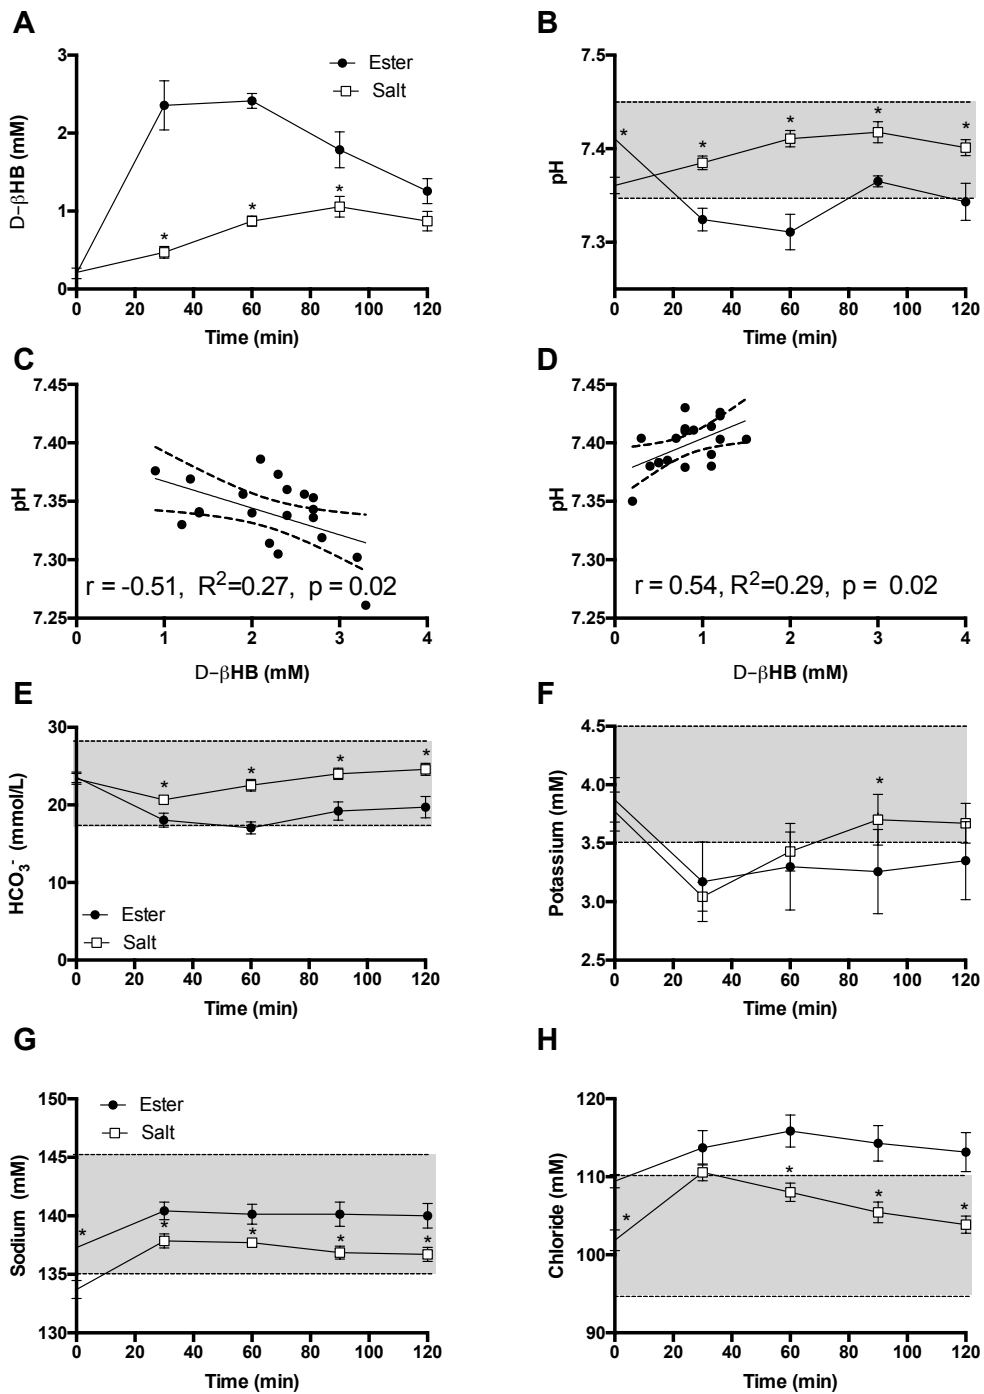 A
D-βHB (mM)
3
2
1
0
Ester
Salt
*
*
*
0 20 40 60 80 100 120
Time (min)
B
pH
7.5
7.4
7.3
*
*
*
*
*
0 20 40 60 80 100 120
Time (min)
C
pH
7.45
7.40
7.35
7.30
7.25
r = -0.51, R²=0.27, p = 0.02
0 1 2 3 4
D-βHB (mM)
D
pH
7.45
7.40
7.35
7.30
7.25
r = 0.54, R²=0.29, p = 0.02
0 1 2 3 4
D-βHB (mM)
E
HCO₃⁻ (mmol/L)
30
20
10
0
*
*
*
*
Ester
Salt
0 20 40 60 80 100 120
Time (min)
F
Potassium (mM)
4.5
4.0
3.5
3.0
2.5
*
0 20 40 60 80 100 120
Time (min)
G
Sodium (mM)
150
145
140
135
130
Ester
Salt
*
*
*
*
*
0 20 40 60 80 100 120
Time (min)
H
Chloride (mM)
120
110
100
90
*
*
*
*
0 20 40 60 80 100 120
Time (min)